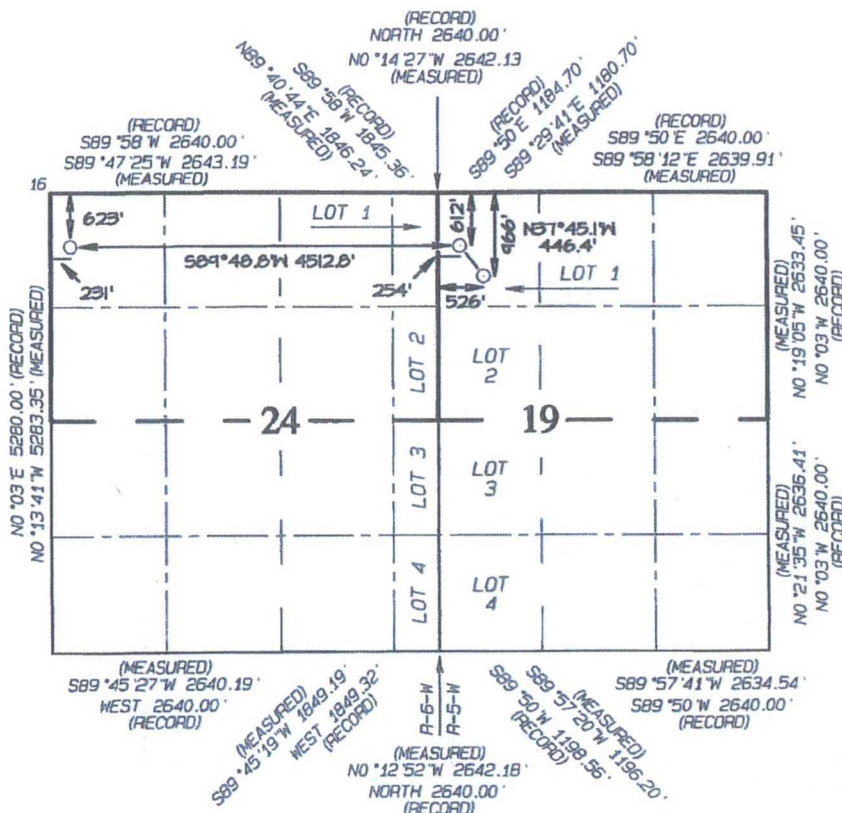 (RECORD)
NORTH 2640.00'
N0°14'27"W 2642.13
(MEASURED)
N89°40'44"E 1846.24'
(MEASURED)
S89°58'W 1845.36'
(RECORD)
(RECORD)
S89°50'E 1184.70'
S89°29'41"E 1180.70'
(MEASURED)
(RECORD)
S89°58'W 2640.00'
S89°47'25"W 2643.19'
(MEASURED)
(RECORD)
S89°50'E 2640.00'
S89°58'12"E 2639.91'
(MEASURED)
16
623'
LOT 1
612'
966'
N37°45.1'W
446.4'
S89°48.8'W 4512.8'
231'
254'
526'
LOT 1
N0°03'E 5280.00' (RECORD)
N0°13'41"W 5283.35' (MEASURED)
(MEASURED)
N0°19'05"W 2633.45'
N0°03'W 2640.00'
(RECORD)
LOT 2
LOT
2
24
19
LOT 3
LOT
3
(MEASURED)
N0°21'35"W 2636.41'
N0°03'W 2640.00'
(RECORD)
LOT 4
LOT
4
(MEASURED)
S89°45'27"W 2640.19'
WEST 2640.00'
(RECORD)
(MEASURED)
S89°45'19"W 1849.19'
WEST 1849.32'
(RECORD)
R-6-W
R-5-W
(MEASURED)
S89°57'20"W 1196.20'
S89°50'W 1198.56'
(RECORD)
(MEASURED)
S89°57'41"W 2634.54'
S89°50'W 2640.00'
(RECORD)
(MEASURED)
N0°12'52"W 2642.18'
NORTH 2640.00'
(RECORD)